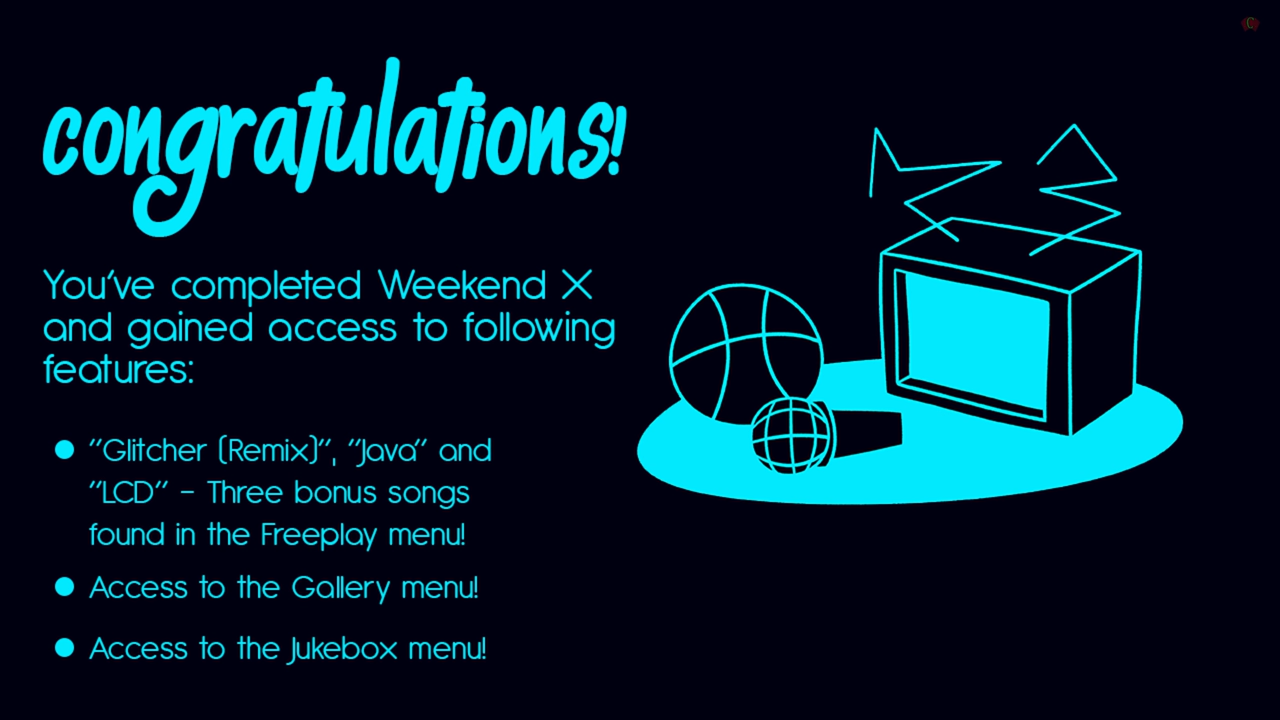 congratulations!
You've completed Weekend X
and gained access to following
features:
● "Glitcher (Remix)", "Java" and
"LCD" - Three bonus songs
found in the Freeplay menu!
● Access to the Gallery menu!
● Access to the Jukebox menu!